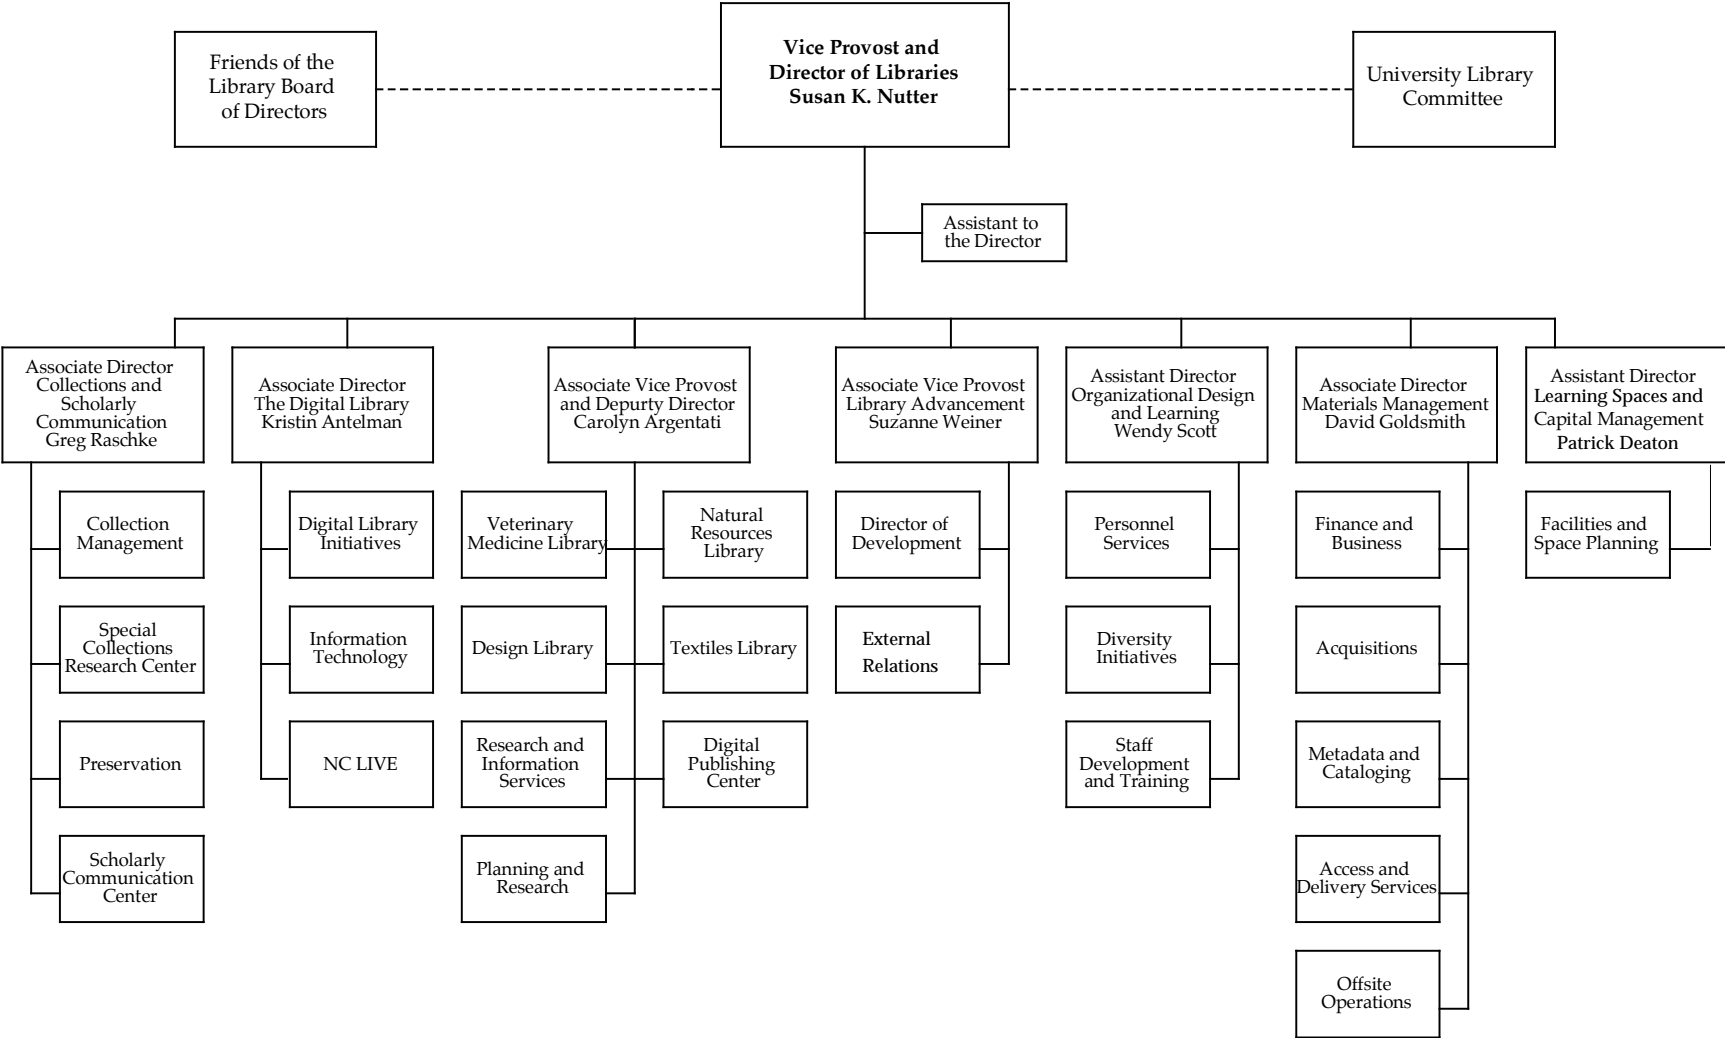 Friends of the
Library Board
of Directors
Vice Provost and
Director of Libraries
Susan K. Nutter
University Library
Committee
Assistant to
the Director
Associate Director
Collections and
Scholarly
Communication
Greg Raschke
Associate Director
The Digital Library
Kristin Antelman
Associate Vice Provost
and Depurty Director
Carolyn Argentati
Associate Vice Provost
Library Advancement
Suzanne Weiner
Assistant Director
Organizational Design
and Learning
Wendy Scott
Associate Director
Materials Management
David Goldsmith
Assistant Director
Learning Spaces and
Capital Management
Patrick Deaton
Collection
Management
Digital Library
Initiatives
Veterinary
Medicine Library
Natural
Resources
Library
Director of
Development
Personnel
Services
Finance and
Business
Facilities and
Space Planning
Special
Collections
Research Center
Information
Technology
Design Library
Textiles Library
External
Relations
Diversity
Initiatives
Acquisitions
Preservation
NC LIVE
Research and
Information
Services
Digital
Publishing
Center
Staff
Development
and Training
Metadata and
Cataloging
Scholarly
Communication
Center
Planning and
Research
Access and
Delivery Services
Offsite
Operations